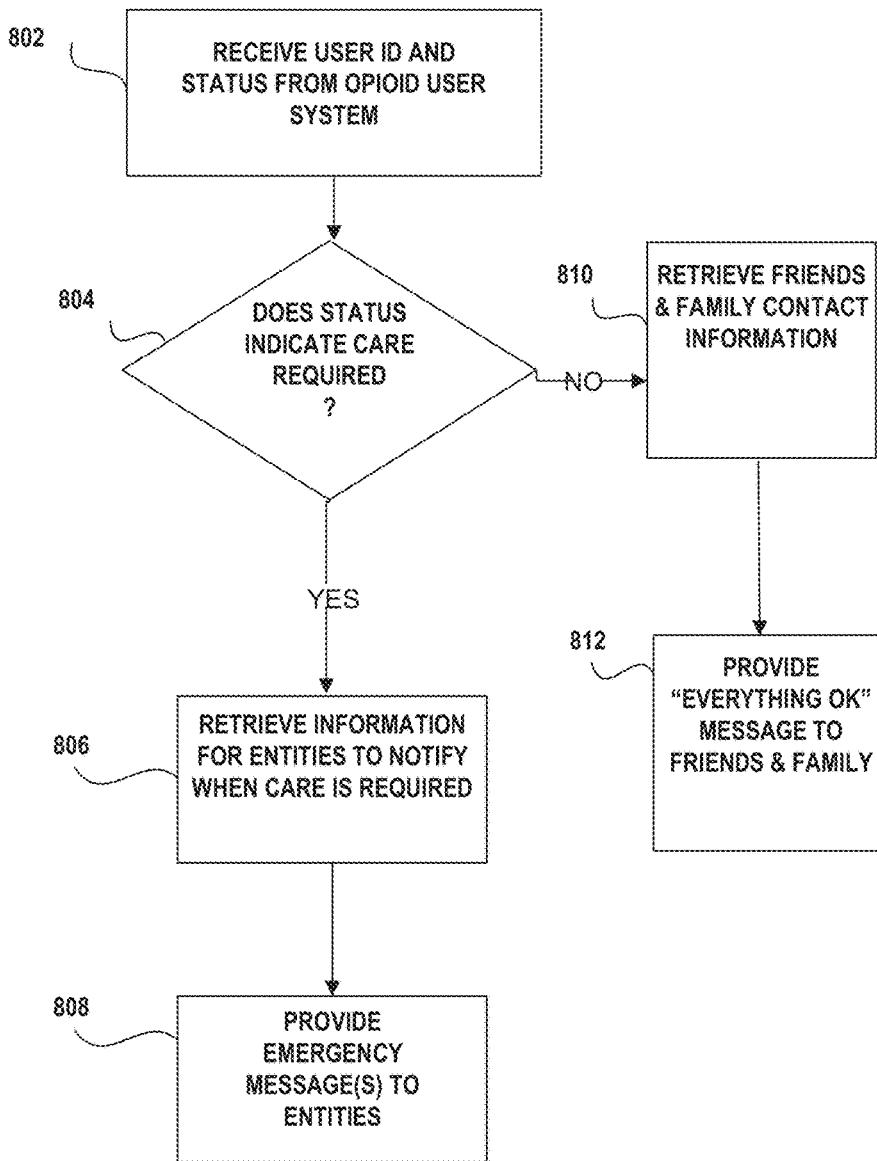 802
RECEIVE USER ID AND
STATUS FROM OPIOID USER
SYSTEM
804
DOES STATUS
INDICATE CARE
REQUIRED
?
NO
810
RETRIEVE FRIENDS
& FAMILY CONTACT
INFORMATION
YES
812
PROVIDE
“EVERYTHING OK”
MESSAGE TO
FRIENDS & FAMILY
806
RETRIEVE INFORMATION
FOR ENTITIES TO NOTIFY
WHEN CARE IS REQUIRED
808
PROVIDE
EMERGENCY
MESSAGE(S) TO
ENTITIES